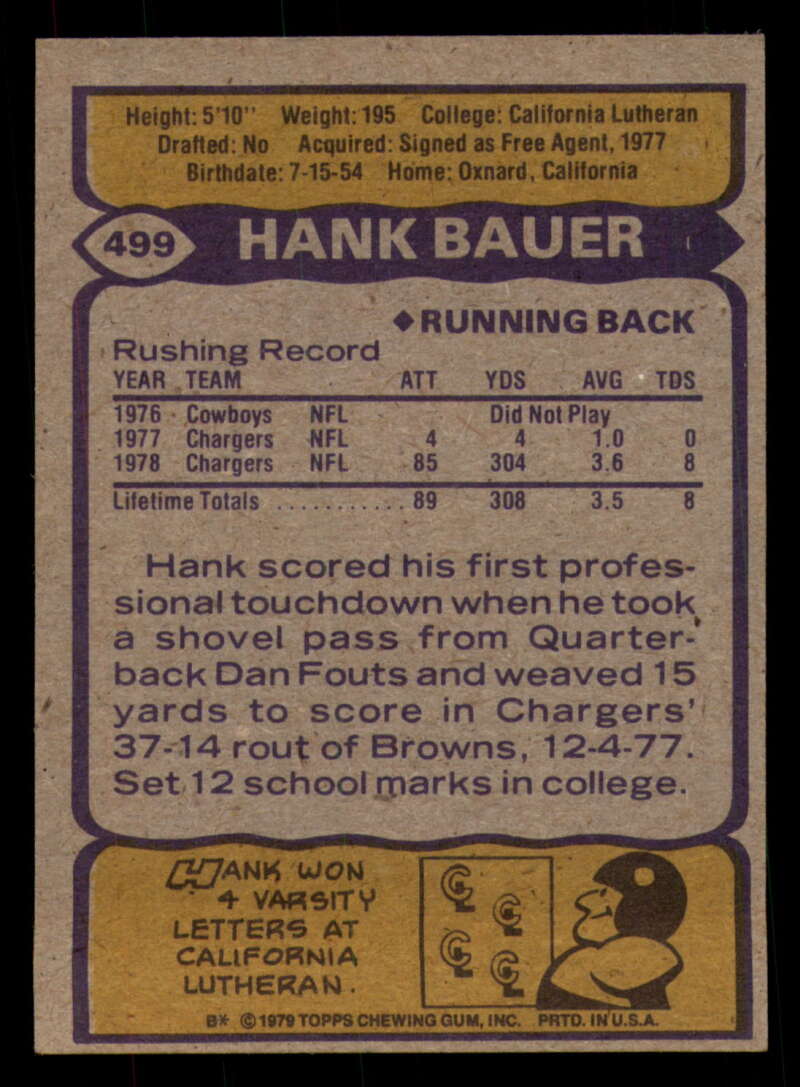 Height: 5'10" Weight: 195 College: California Lutheran
Drafted: No Acquired: Signed as Free Agent, 1977
Birthdate: 7-15-54 Home: Oxnard, California
499 HANK BAUER
◆RUNNING BACK
Rushing Record
YEAR TEAM ATT YDS AVG TDS
1976 Cowboys NFL Did Not Play
1977 Chargers NFL 4 4 1.0 0
1978 Chargers NFL 85 304 3.6 8
Lifetime Totals ........... 89 308 3.5 8
Hank scored his first profes-
sional touchdown when he took
a shovel pass from Quarter-
back Dan Fouts and weaved 15
yards to score in Chargers'
37-14 rout of Browns, 12-4-77.
Set 12 school marks in college.
HANK WON
4 VARSITY
LETTERS AT
CALIFORNIA
LUTHERAN.
CL
CL
CL
CL
B* ©1979 TOPPS CHEWING GUM, INC. PRTD. IN U.S.A.